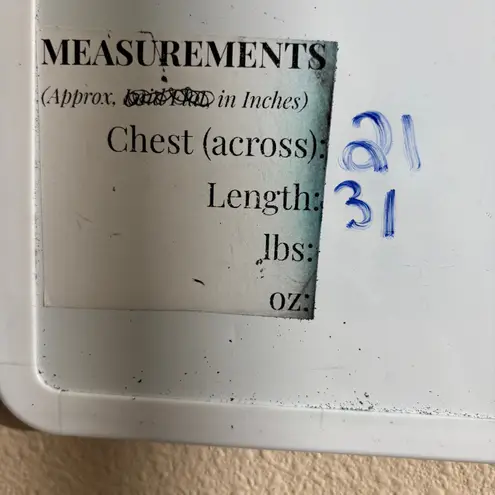 MEASUREMENTS
(Approx, in Inches)
Chest (across): 21
Length: 31
lbs:
oz: